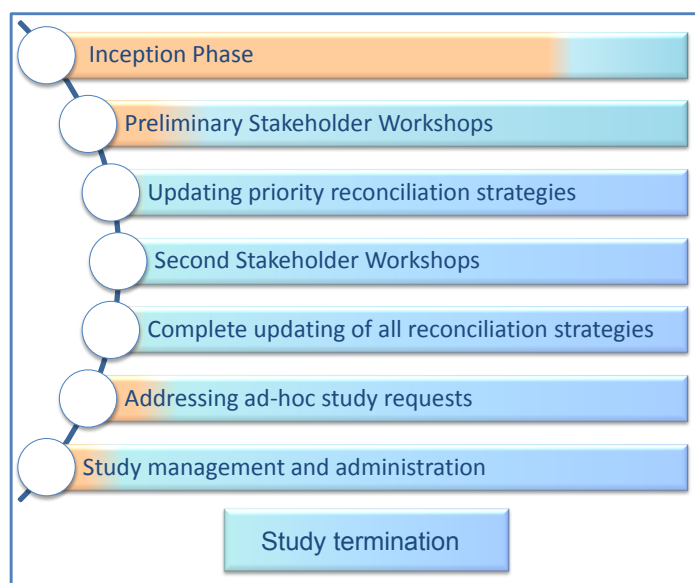 Inception Phase
Preliminary Stakeholder Workshops
Updating priority reconciliation strategies
Second Stakeholder Workshops
Complete updating of all reconciliation strategies
Addressing ad-hoc study requests
Study management and administration
Study termination